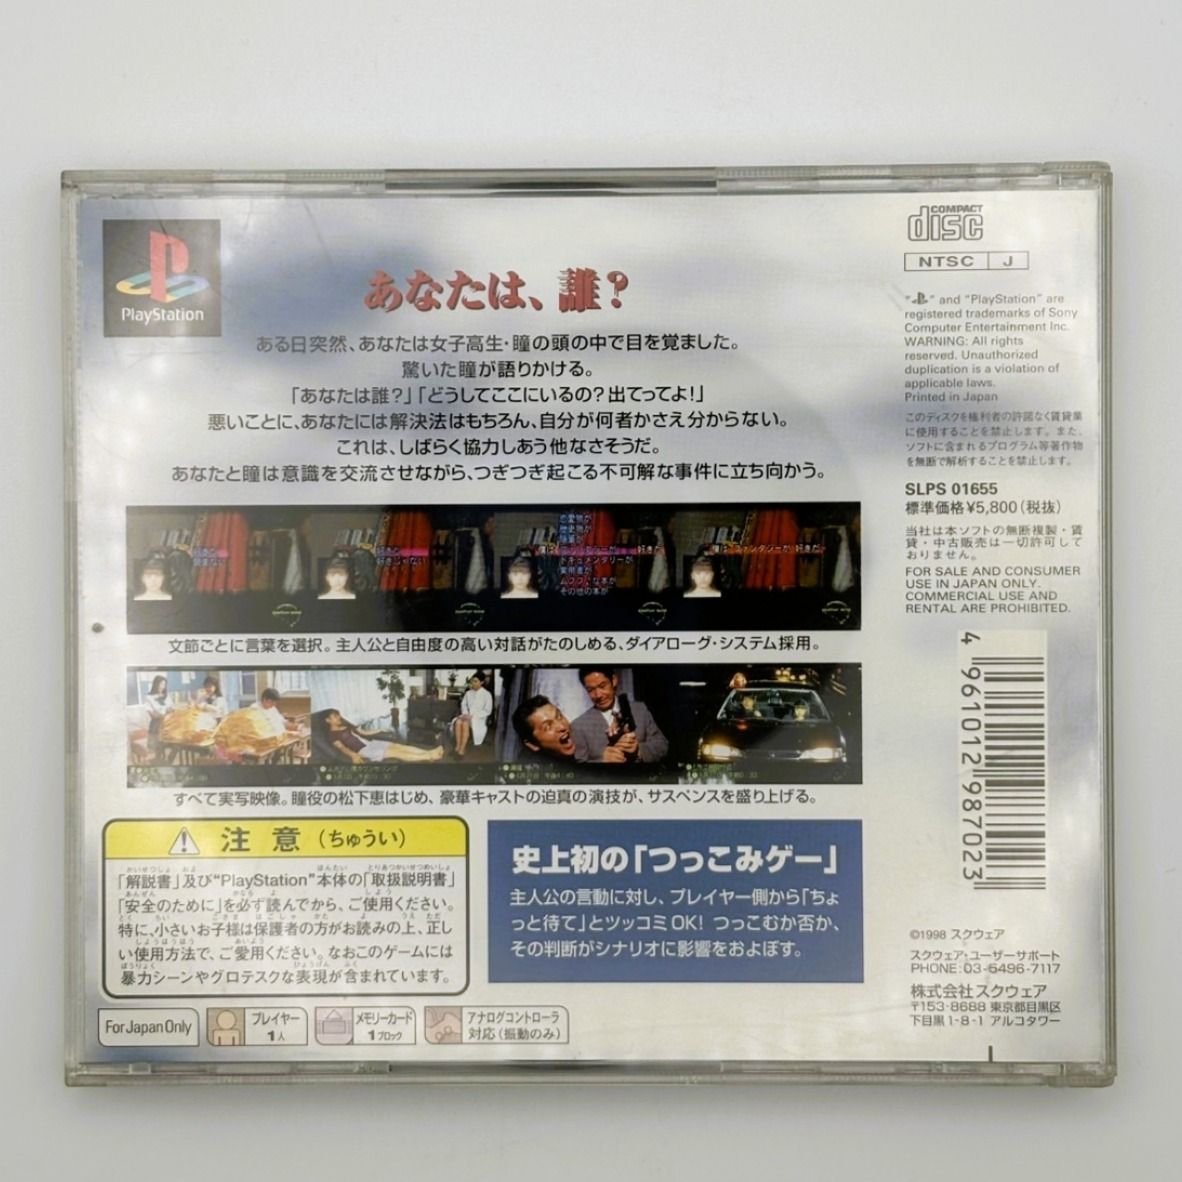 PlayStation
あなたは、誰?
ある日突然、あなたは女子高生・瞳の頭の中で目を覚ました。
驚いた瞳が語りかける。
「あなたは誰?」「どうしてここにいるの?出てってよ!」
悪いことに、あなたには解決法はもちろん、自分が何者かさえ分からない。
これは、しばらく協力しあう他なさそうだ。
あなたと瞳は意識を交流させながら、つぎつぎ起こる不可解な事件に立ち向かう。
文節ごとに言葉を選択。主人公と自由度の高い対話がたのしめる、ダイアローグ・システム採用。
すべて実写映像。瞳役の松下恵はじめ、豪華キャストの迫真の演技が、サスペンスを盛り上げる。
注意(ちゅうい)
「解説書」及び"PlayStation"本体の「取扱説明書」
「安全のために」を必ず読んでから、ご使用ください。
特に、小さいお子様は保護者の方がお読みの上、正し
い使用方法で、ご愛用ください。なおこのゲームには
暴力シーンやグロテスクな表現が含まれています。
史上初の「つっこみゲー」
主人公の言動に対し、プレイヤー側から「ちょ
っと待て」とツッコミOK! つっこむか否か、
その判断がシナリオに影響をおよぼす。
For Japan Only
プレイヤー
1人
メモリーカード
1ブロック
アナログコントローラ
対応(振動のみ)
COMPACT
disc
NTSC J
"PS" and "PlayStation" are
registered trademarks of Sony
Computer Entertainment Inc.
WARNING: All rights
reserved. Unauthorized
duplication is a violation of
applicable laws.
Printed in Japan
このディスクを権利者の許諾なく賃貸業
に使用することを禁止します。また、
ソフトに含まれるプログラム等著作物
を無断で解析することを禁止します。
SLPS 01655
標準価格¥5,800(税抜)
当社は本ソフトの無断複製・賃
貸・中古販売は一切許可して
おりません。
FOR SALE AND CONSUMER
USE IN JAPAN ONLY.
COMMERCIAL USE AND
RENTAL ARE PROHIBITED.
4 961012 987023
©1998 スクウェア
スクウェア・ユーザーサポート
PHONE:03-5496-7117
株式会社スクウェア
〒153-8688 東京都目黒区
下目黒1-8-1 アルコタワー